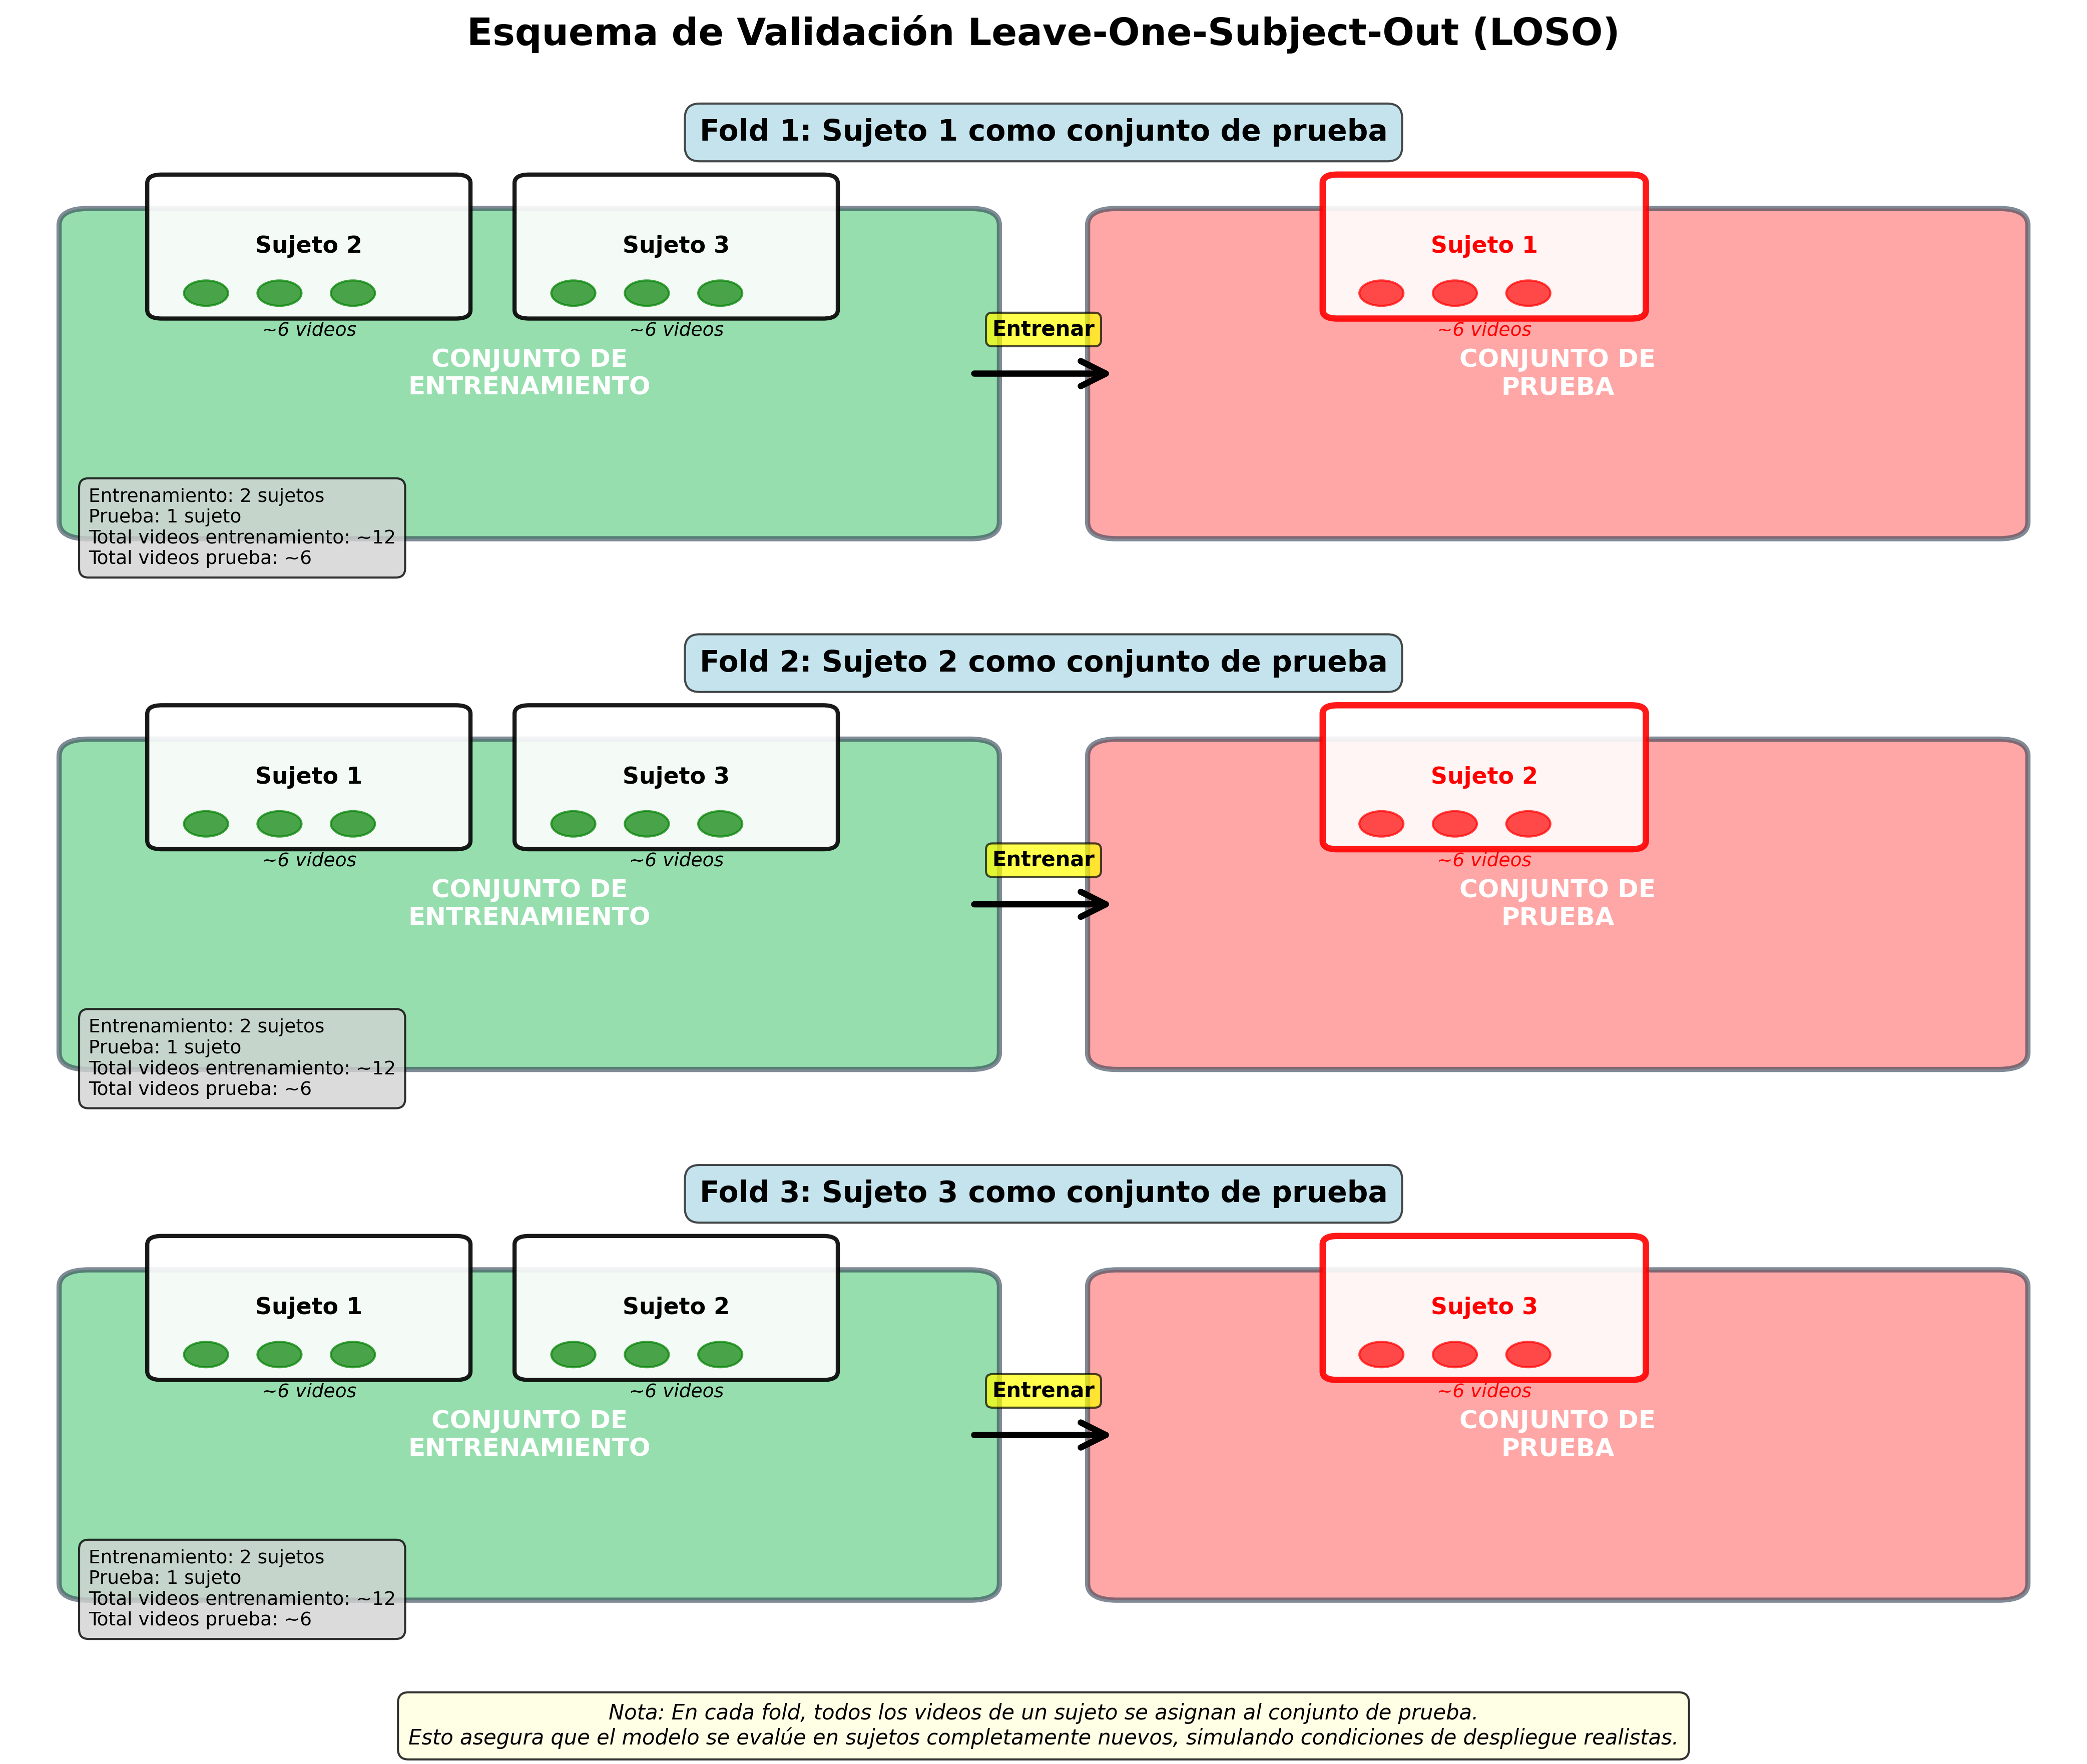 Esquema de Validación Leave-One-Subject-Out (LOSO)
Fold 1: Sujeto 1 como conjunto de prueba
Sujeto 2
~6 videos
Sujeto 3
~6 videos
CONJUNTO DE
ENTRENAMIENTO
Entrenar
Sujeto 1
~6 videos
CONJUNTO DE
PRUEBA
Entrenamiento: 2 sujetos
Prueba: 1 sujeto
Total videos entrenamiento: ~12
Total videos prueba: ~6
Fold 2: Sujeto 2 como conjunto de prueba
Sujeto 1
~6 videos
Sujeto 3
~6 videos
CONJUNTO DE
ENTRENAMIENTO
Entrenar
Sujeto 2
~6 videos
CONJUNTO DE
PRUEBA
Entrenamiento: 2 sujetos
Prueba: 1 sujeto
Total videos entrenamiento: ~12
Total videos prueba: ~6
Fold 3: Sujeto 3 como conjunto de prueba
Sujeto 1
~6 videos
Sujeto 2
~6 videos
CONJUNTO DE
ENTRENAMIENTO
Entrenar
Sujeto 3
~6 videos
CONJUNTO DE
PRUEBA
Entrenamiento: 2 sujetos
Prueba: 1 sujeto
Total videos entrenamiento: ~12
Total videos prueba: ~6
Nota: En cada fold, todos los videos de un sujeto se asignan al conjunto de prueba.
Esto asegura que el modelo se evalúe en sujetos completamente nuevos, simulando condiciones de despliegue realistas.